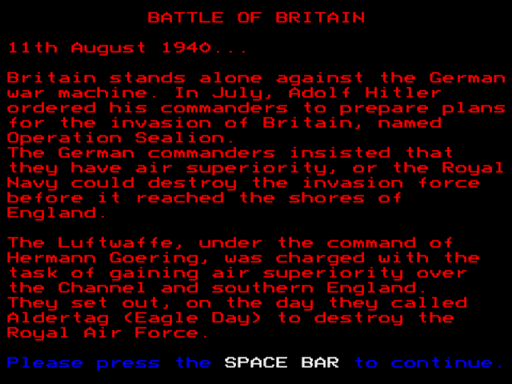 BATTLE OF BRITAIN
11th August 1940...
Britain stands alone against the German
war machine. In July, Adolf Hitler
ordered his commanders to prepare plans
for the invasion of Britain, named
Operation Sealion.
The German commanders insisted that
they have air superiority, or the Royal
Navy could destroy the invasion force
before it reached the shores of
England.
The Luftwaffe, under the command of
Hermann Goering, was charged with the
task of gaining air superiority over
the Channel and southern England.
They set out, on the day they called
Aldertag (Eagle Day) to destroy the
Royal Air Force.
Please press the SPACE BAR to continue.